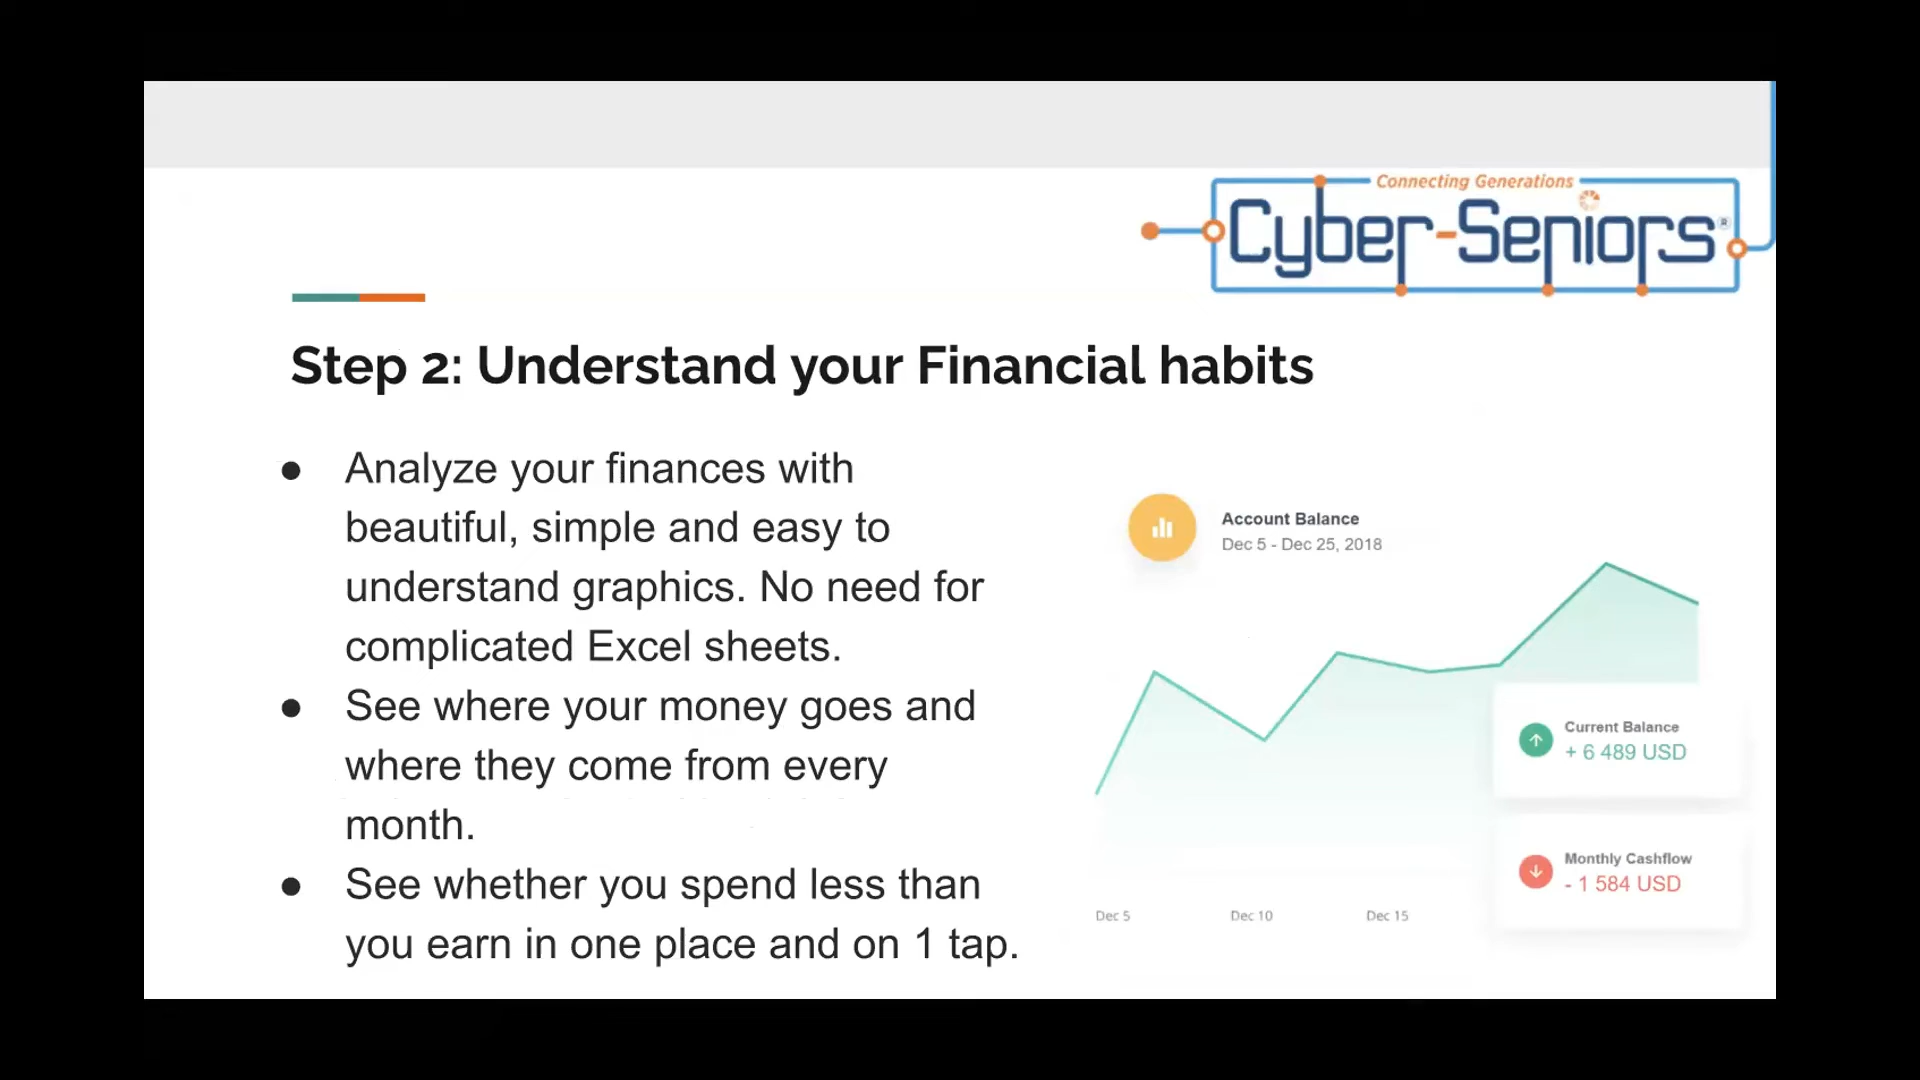 Connecting Generations
Cyber-Seniors®
Step 2: Understand your Financial habits
● Analyze your finances with
beautiful, simple and easy to
understand graphics. No need for
complicated Excel sheets.
● See where your money goes and
where they come from every
month.
● See whether you spend less than
you earn in one place and on 1 tap.
Account Balance
Dec 5 - Dec 25, 2018
Current Balance
+ 6 489 USD
Monthly Cashflow
- 1 584 USD
Dec 5 Dec 10 Dec 15